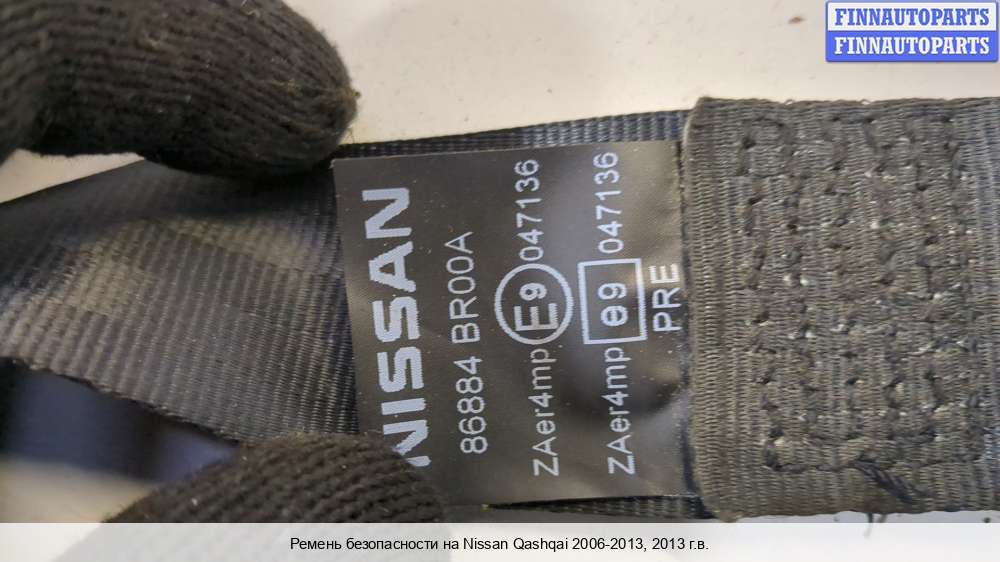 FINNAUTOPARTS
FINNAUTOPARTS
NISSAN
86884 BR00A
ZAer4mp E9 047136
ZAer4mp e9 047136
PRE
Ремень безопасности на Nissan Qashqai 2006-2013, 2013 г.в.